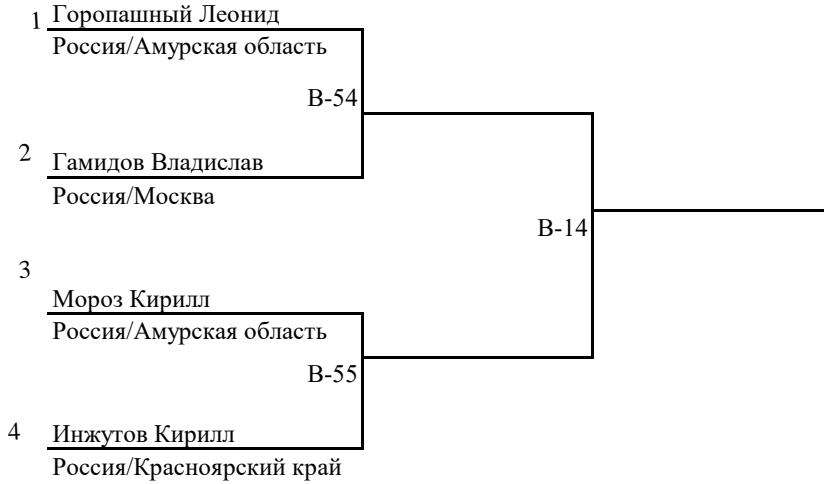 1 Горопашный Леонид
Россия/Амурская область
В-54
2 Гамидов Владислав
Россия/Москва
В-14
3
Мороз Кирилл
Россия/Амурская область
В-55
4 Инжутов Кирилл
Россия/Красноярский край